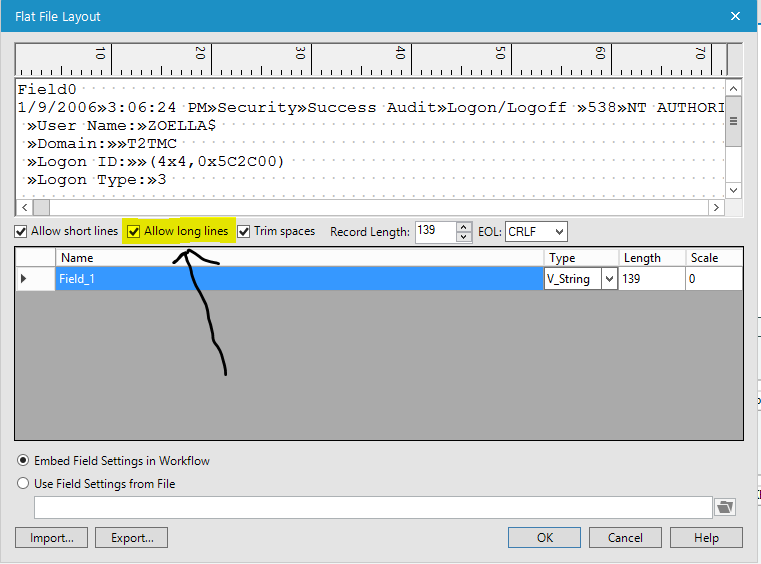 Flat File Layout
10 20 30 40 50 60 70
Field0
1/9/2006»3:06:24 PM»Security»Success Audit»Logon/Logoff »538»NT AUTHORI
»User Name:»ZOELLA$
»Domain:»»T2TMC
»Logon ID:»»(4x4,0x5C2C00)
»Logon Type:»3
Allow short lines Allow long lines Trim spaces Record Length: 139 EOL: CRLF
Name Type Length Scale
Field_1 V_String 139 0
Embed Field Settings in Workflow
Use Field Settings from File
Import... Export... OK Cancel Help